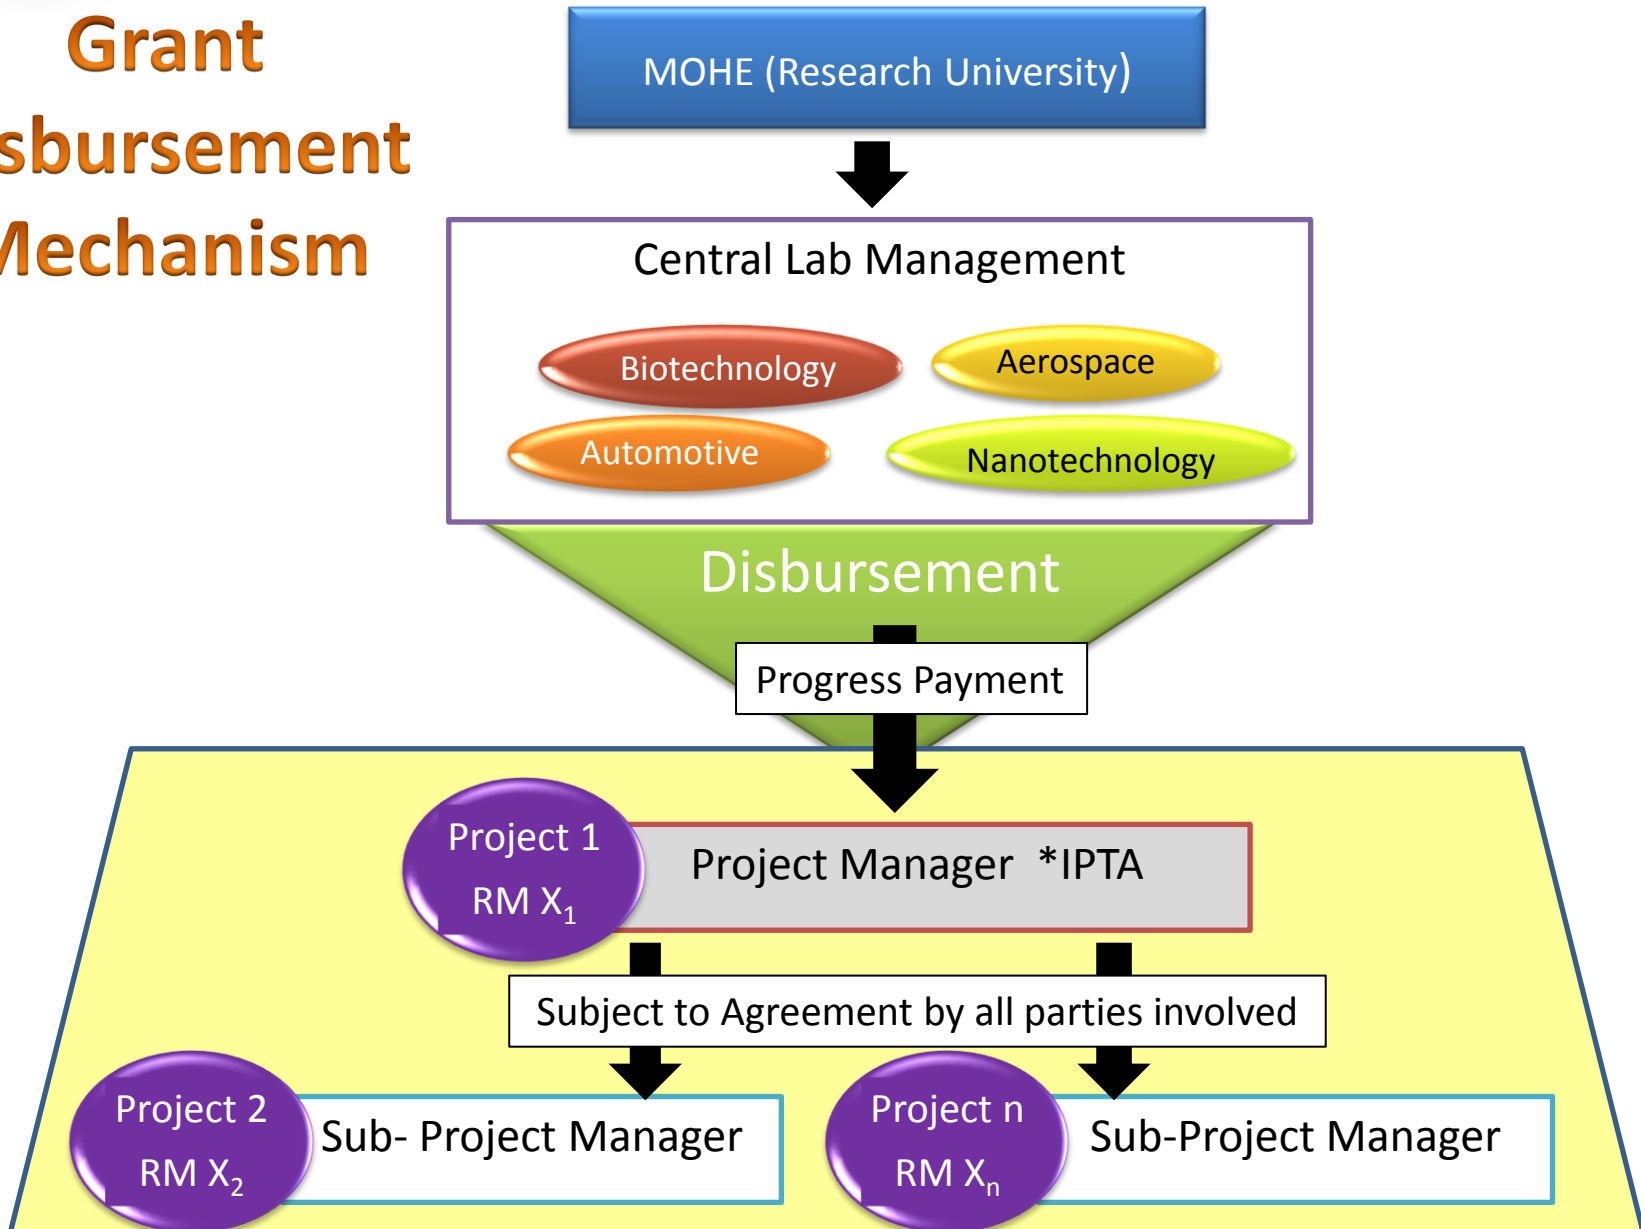 Grant
sbursement
Mechanism
MOHE (Research University)
Central Lab Management
Biotechnology
Aerospace
Automotive
Nanotechnology
Disbursement
Progress Payment
Project 1
RM X₁
Project Manager *IPTA
Subject to Agreement by all parties involved
Project 2
RM X₂
Sub- Project Manager
Project n
RM Xₙ
Sub-Project Manager